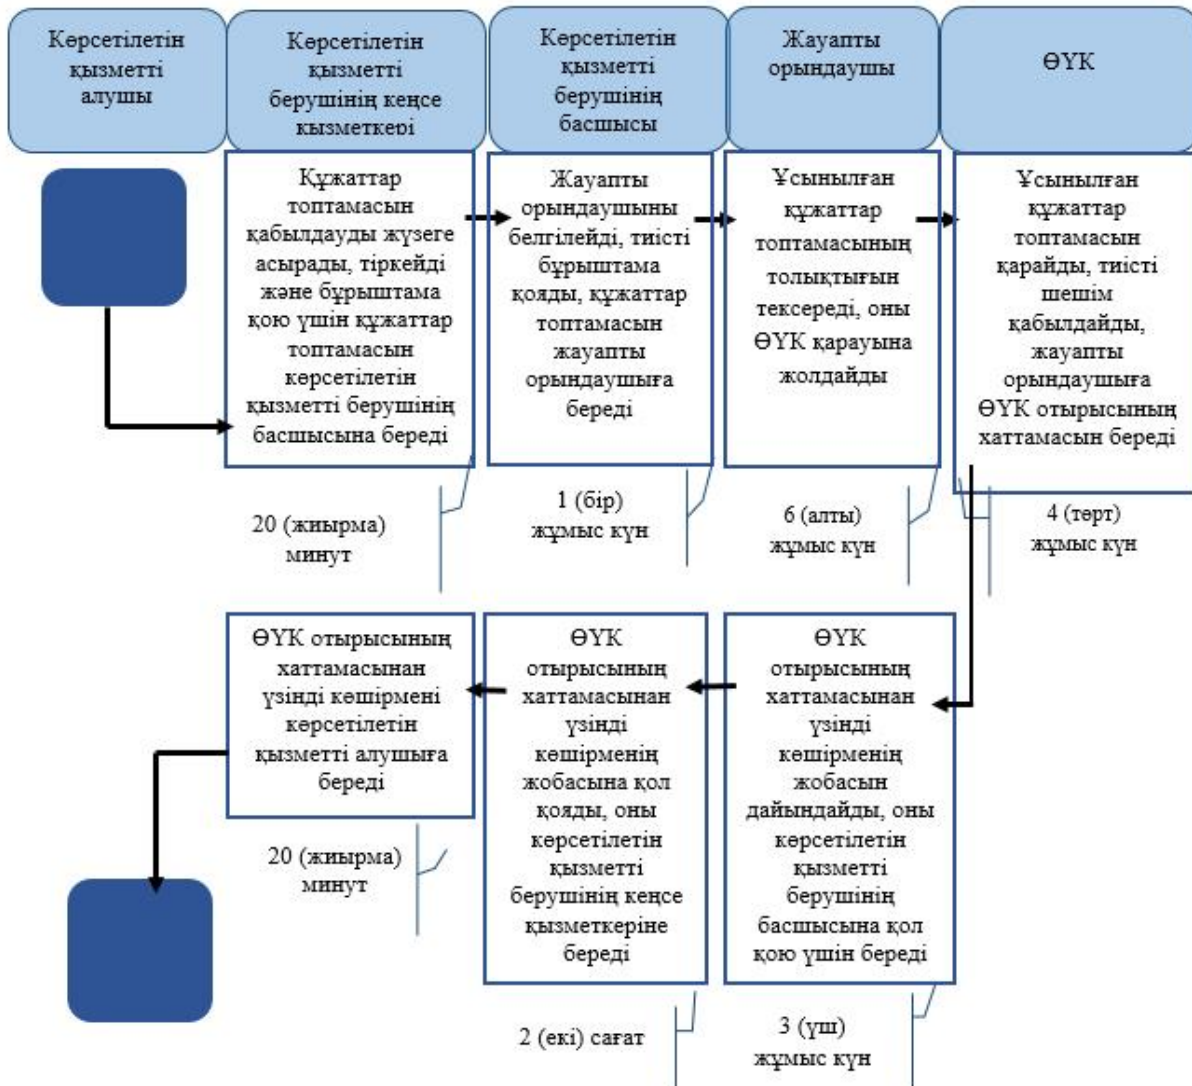 Көрсетілетін
қызметті
алушы
Көрсетілетін
қызметті
берушінің кеңсе
қызметкері
Көрсетілетін
қызметті
берушінің
басшысы
Жауапты
орындаушы
ӨҮК
Құжаттар
топтамасын
қабылдауды жүзеге
асырады, тіркейді
және бұрыштама
қою үшін құжаттар
топтамасын
көрсетілетін
қызметті берушінің
басшысына береді
Жауапты
орындаушыны
белгілейді, тиісті
бұрыштама
қояды, құжаттар
топтамасын
жауапты
орындаушыға
береді
Ұсынылған
құжаттар
топтамасының
толықтығын
тексереді, оны
ӨҮК қарауына
жолдайды
Ұсынылған
құжаттар
топтамасын
қарайды, тиісті
шешім
қабылдайды,
жауапты
орындаушыға
ӨҮК отырысының
хаттамасын береді
20 (жиырма)
минут
1 (бір)
жұмыс күн
6 (алты)
жұмыс күн
4 (төрт)
жұмыс күн
ӨҮК отырысының
хаттамасынан
үзінді көшірмені
көрсетілетін
қызметті алушыға
береді
ӨҮК
отырысының
хаттамасынан
үзінді
көшірменің
жобасына қол
қояды, оны
көрсетілетін
қызметті
берушінің кеңсе
қызметкеріне
береді
ӨҮК
отырысының
хаттамасынан
үзінді
көшірменің
жобасын
дайындайды, оны
көрсетілетін
қызметті
берушінің
басшысына қол
қою үшін береді
20 (жиырма)
минут
2 (екі) сағат
3 (үш)
жұмыс күн